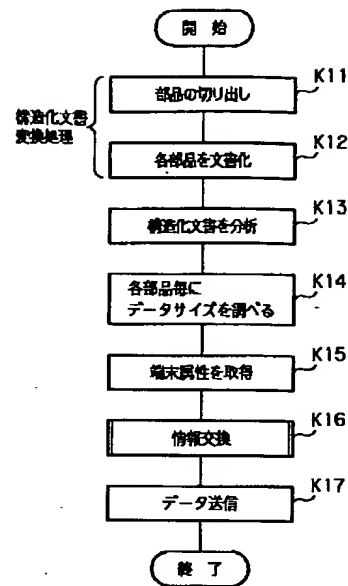 開 始
K11
部品の切り出し
構造化文書
変換処理
K12
各部品を文書化
K13
構造化文書を分析
K14
各部品毎に
データサイズを調べる
K15
端末属性を取得
K16
情報交換
K17
データ送信
終 了